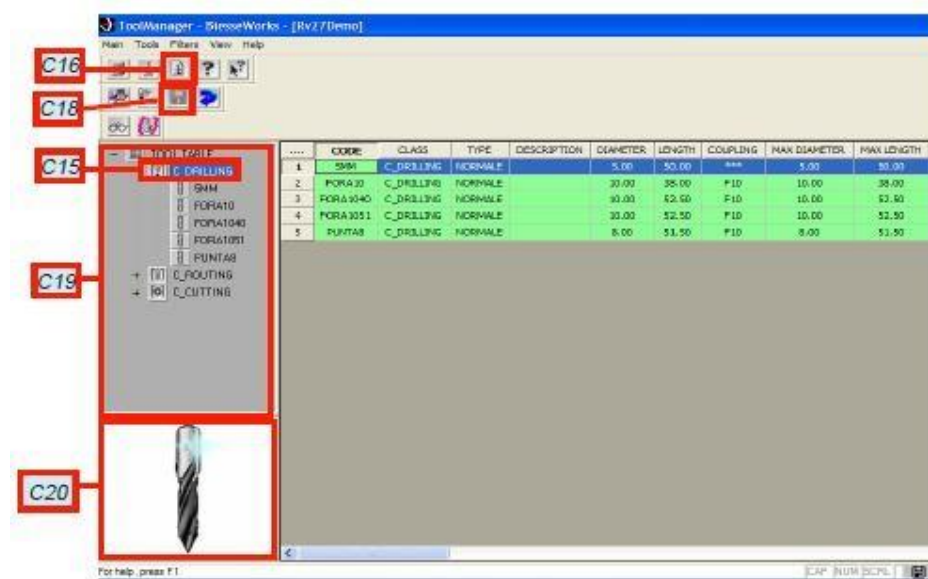 ToolManager - BiesseWorks - [Rv27Demo]
Main Tools Filters View Help
C16
C18
C15
C19
C20
TOOL TABLE
C_DRILLING
5MM
FORA10
FORA1040
FORA1051
PUNTA8
C_ROUTING
C_CUTTING
.... CODE CLASS TYPE DESCRIPTION DIAMETER LENGTH COUPLING MAX DIAMETER MAX LENGTH
1 5MM C_DRILLING NORMALE 5.00 50.00 *** 5.00 50.00
2 FORA10 C_DRILLING NORMALE 10.00 38.00 F10 10.00 38.00
3 FORA1040 C_DRILLING NORMALE 10.00 52.50 F10 10.00 52.50
4 FORA1051 C_DRILLING NORMALE 10.00 52.50 F10 10.00 52.50
5 PUNTA8 C_DRILLING NORMALE 8.00 51.50 F10 8.00 51.50
For help, press F1
CAP NUM SCRL